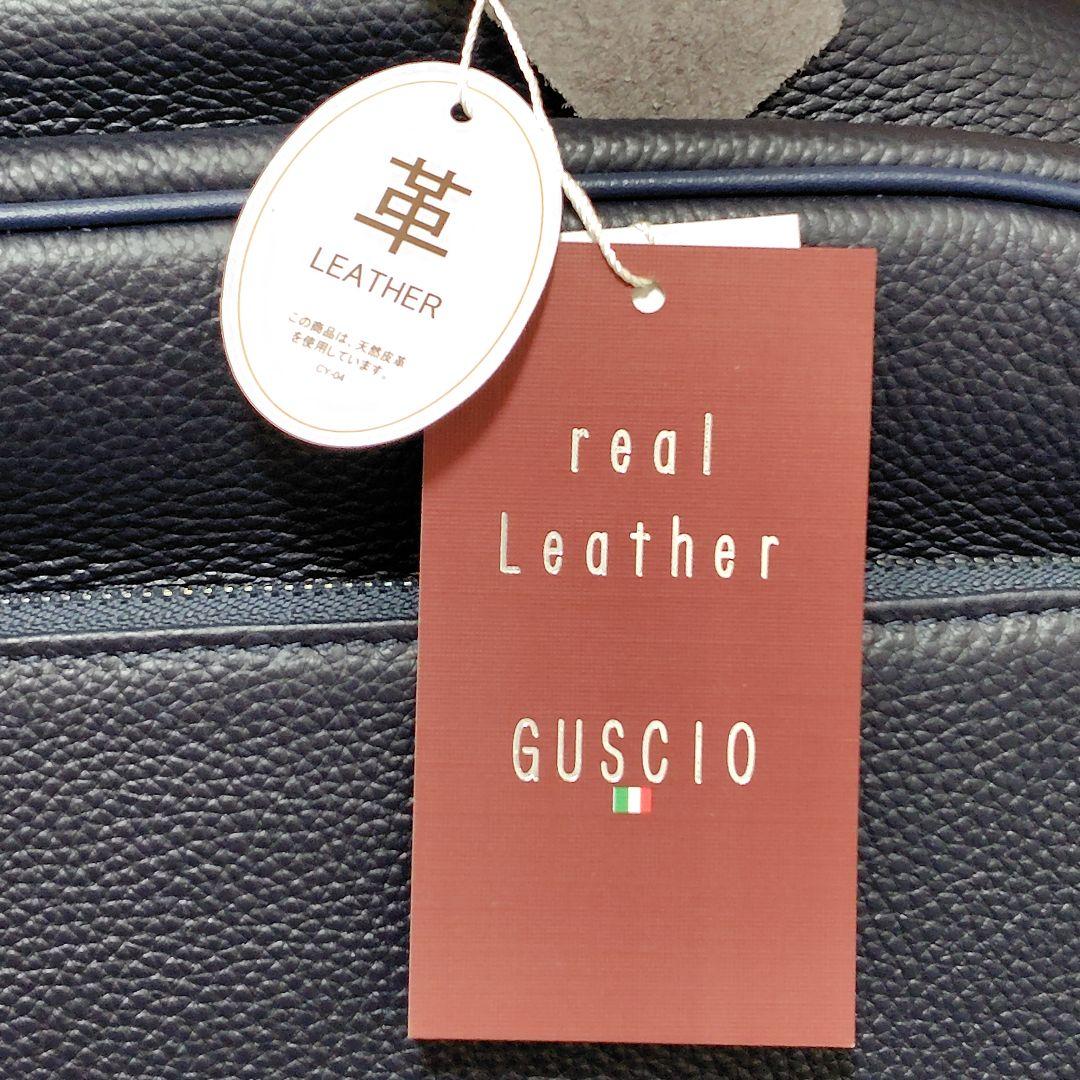 革
LEATHER
この商品は、天然皮革
を使用しています。
CY-04
real
Leather
GUSCIO